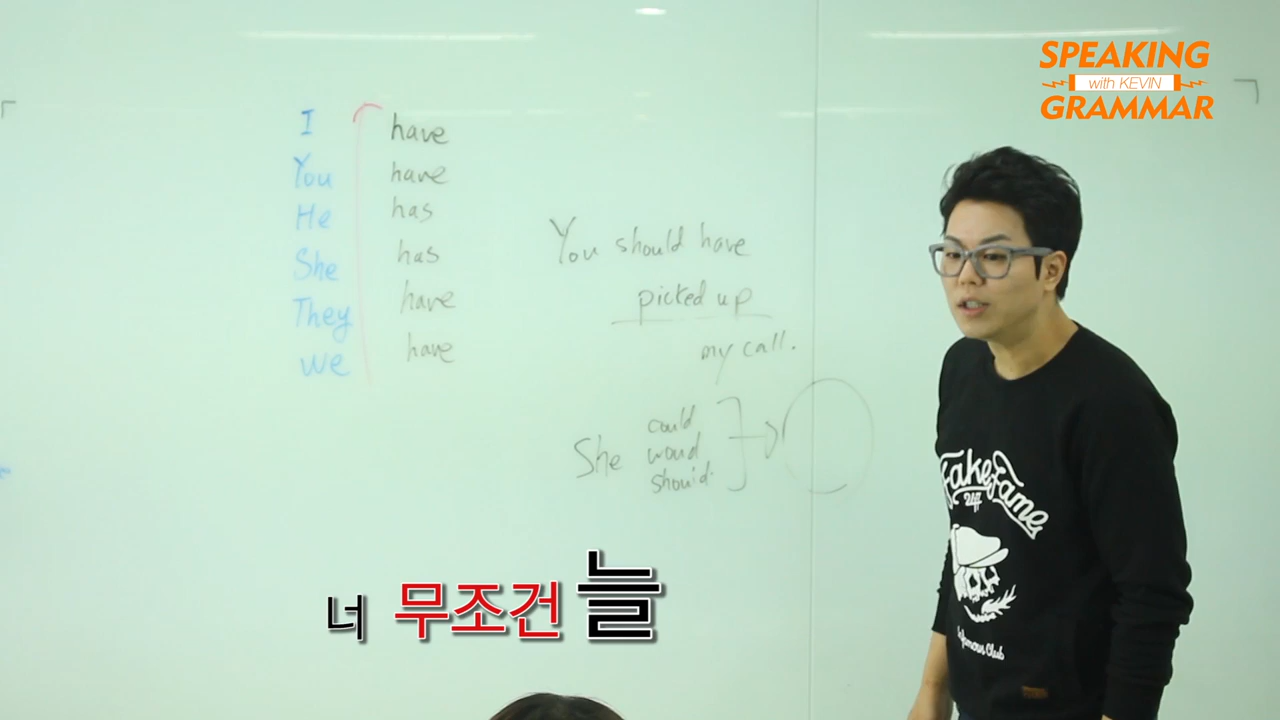 SPEAKING
with KEVIN
GRAMMAR
I have
You have
He has
She has
They have
we have
You should have
picked up
my call.
She could
would
should
Fake Fame
너 무조건 늘